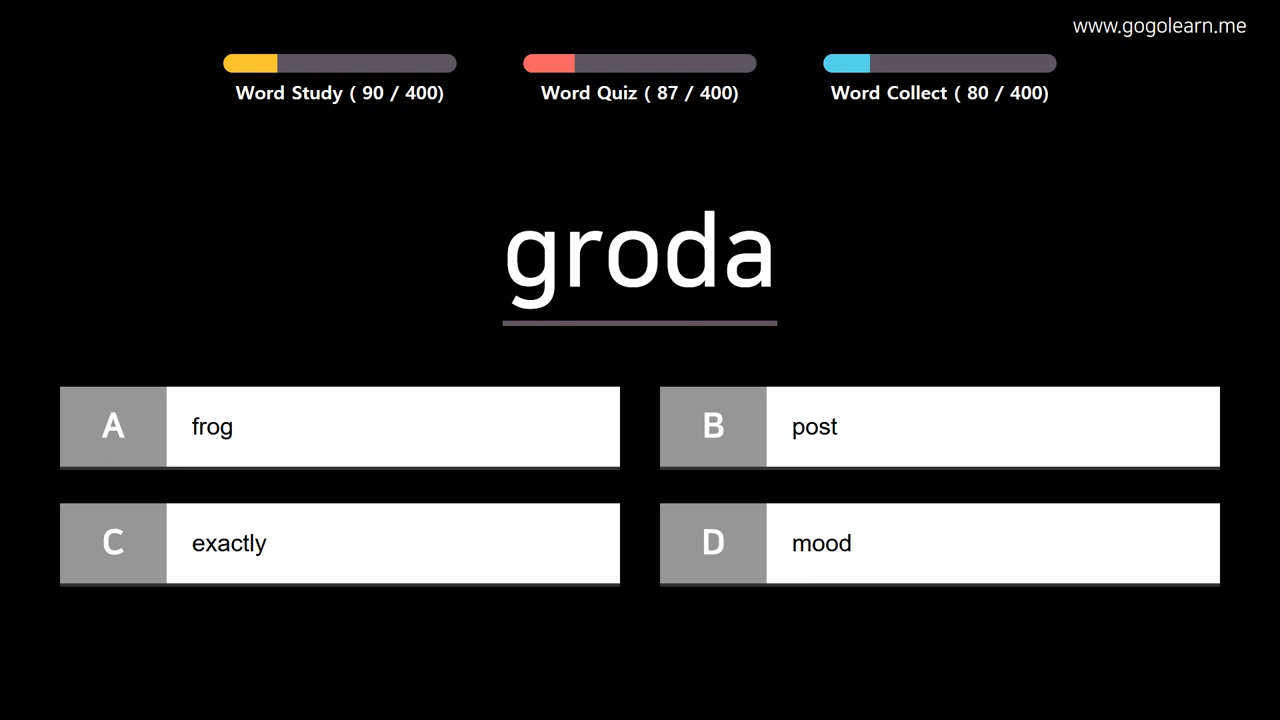 www.gogolearn.me
Word Study ( 90 / 400)
Word Quiz ( 87 / 400)
Word Collect ( 80 / 400)
groda
A frog
B post
C exactly
D mood